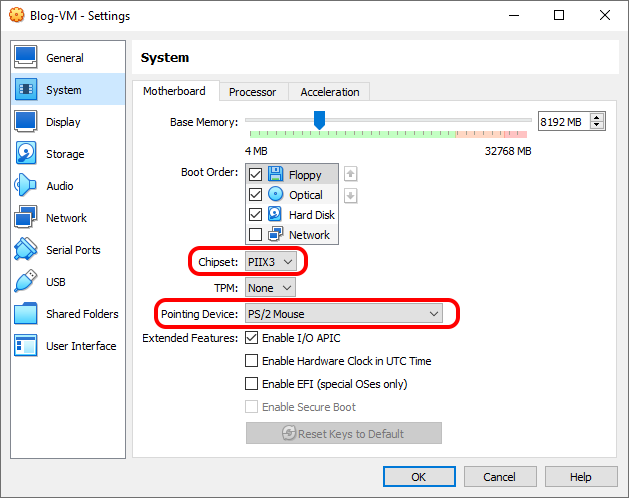 Blog-VM - Settings
General
System
Display
Storage
Audio
Network
Serial Ports
USB
Shared Folders
User Interface
System
Motherboard Processor Acceleration
Base Memory: 8192 MB
4 MB 32768 MB
Boot Order: Floppy
Optical
Hard Disk
Network
Chipset: PIIX3
TPM: None
Pointing Device: PS/2 Mouse
Extended Features: Enable I/O APIC
Enable Hardware Clock in UTC Time
Enable EFI (special OSes only)
Enable Secure Boot
Reset Keys to Default
OK Cancel Help